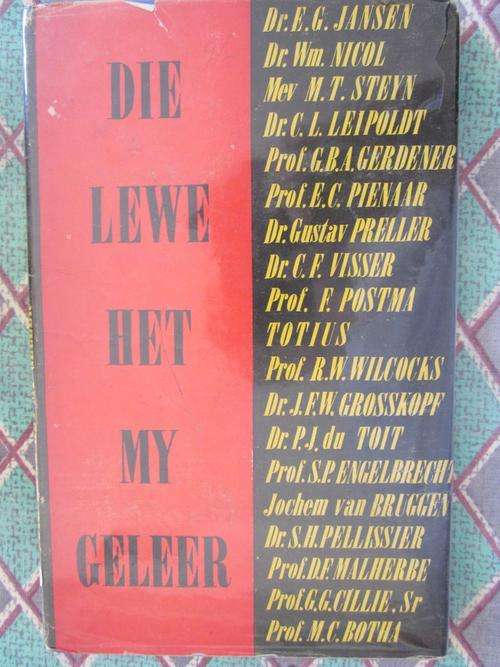 DIE
LEWE
HET
MY
GELEER
Dr. E. G. JANSEN
Dr. Wm. NICOL
Mev M. T. STEYN
Dr. C. L. LEIPOLDT
Prof. G.B.A. GERDENER
Prof. E. C. PIENAAR
Dr. Gustav PRELLER
Dr. C. F. VISSER
Prof. F. POSTMA
TOTIUS
Prof. R.W. WILCOCKS
Dr. J.F.W. GROSSKOPF
Dr. P.J. du TOIT
Prof. S.P. ENGELBRECHT
Jochem van BRUGGEN
Dr. S.H. PELLISSIER
Prof. D.F. MALHERBE
Prof. G.G. CILLIE, Sr
Prof. M.C. BOTHA